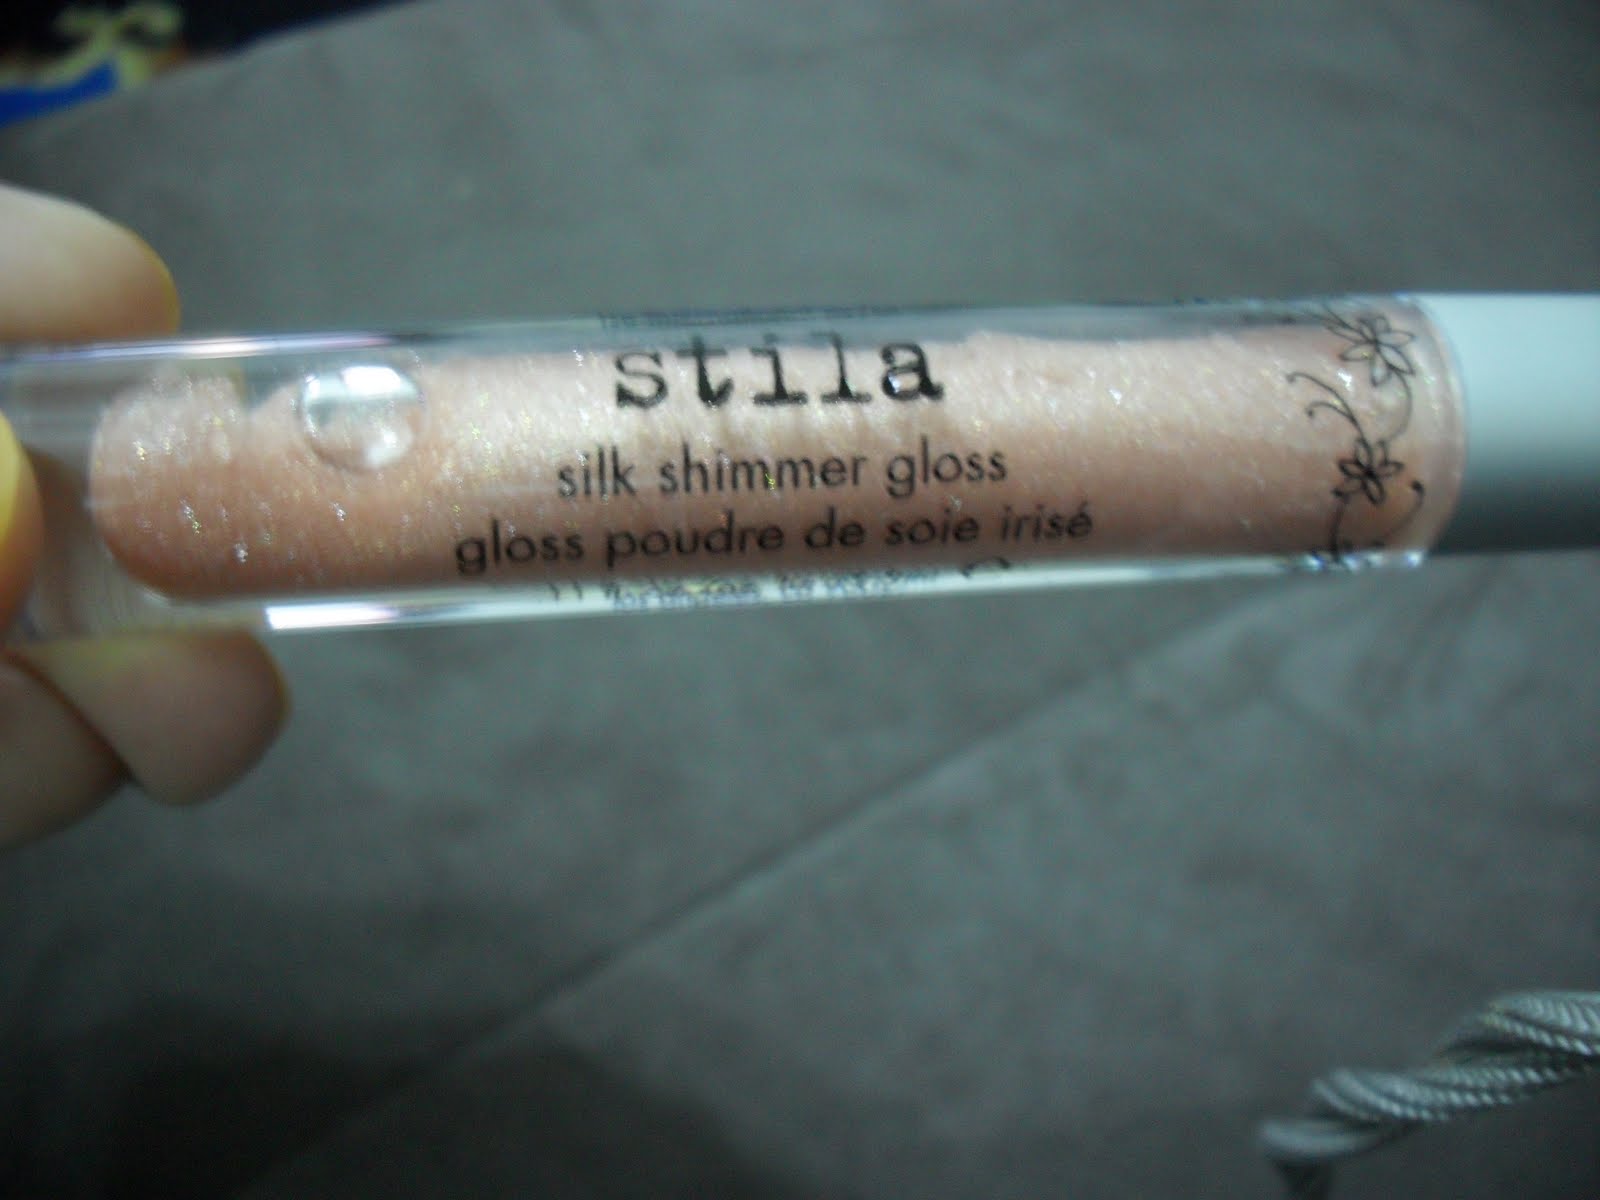 stila
silk shimmer gloss
gloss poudre de soie irisé